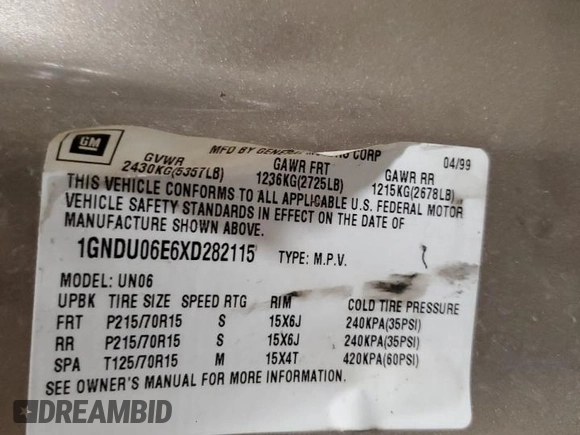 GM
MFD BY GENERAL MOTORS CORP 04/99
GVWR GAWR FRT GAWR RR
2430KG(5357LB) 1236KG(2725LB) 1215KG(2678LB)
THIS VEHICLE CONFORMS TO ALL APPLICABLE U.S. FEDERAL MOTOR
VEHICLE SAFETY STANDARDS IN EFFECT ON THE DATE OF
MANUFACTURE SHOWN ABOVE.
1GNDU06E6XD282115 TYPE: M.P.V.
MODEL: UN06
UPBK TIRE SIZE SPEED RTG RIM COLD TIRE PRESSURE
FRT P215/70R15 S 15X6J 240KPA(35PSI)
RR P215/70R15 S 15X6J 240KPA(35PSI)
SPA T125/70R15 M 15X4T 420KPA(60PSI)
SEE OWNER'S MANUAL FOR MORE INFORMATION.
DREAMBID